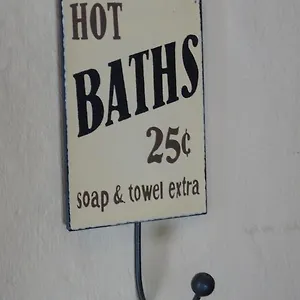 HOT
BATHS
25¢
soap & towel extra